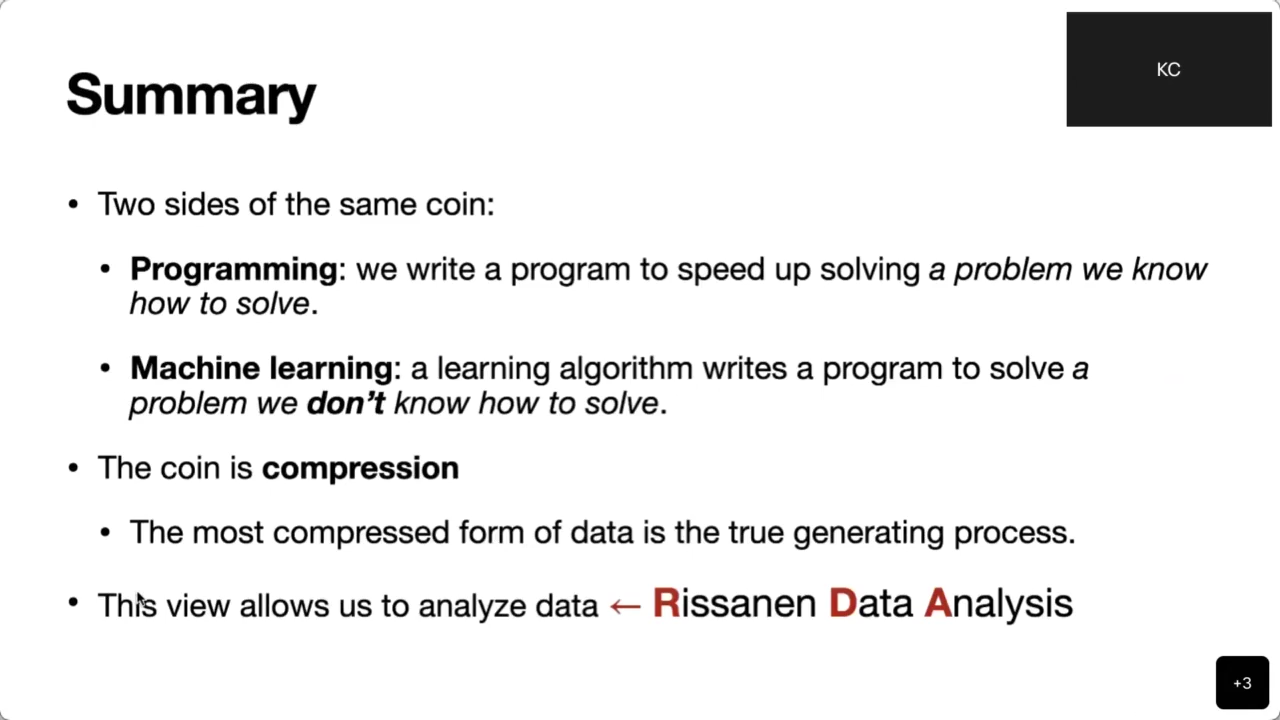 KC
Summary
• Two sides of the same coin:
• Programming: we write a program to speed up solving a problem we know
how to solve.
• Machine learning: a learning algorithm writes a program to solve a
problem we don’t know how to solve.
• The coin is compression
• The most compressed form of data is the true generating process.
• This view allows us to analyze data ← Rissanen Data Analysis
+3